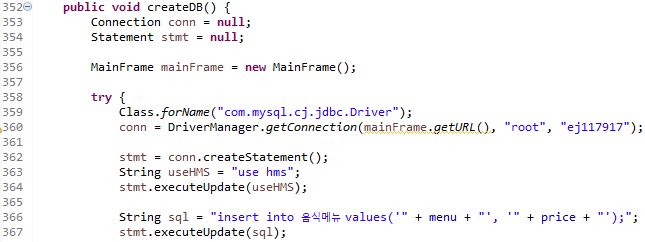 352 public void createDB() {
353 Connection conn = null;
354 Statement stmt = null;
355
356 MainFrame mainFrame = new MainFrame();
357
358 try {
359 Class.forName("com.mysql.cj.jdbc.Driver");
360 conn = DriverManager.getConnection(mainFrame.getURL(), "root", "ej117917");
361
362 stmt = conn.createStatement();
363 String useHMS = "use hms";
364 stmt.executeUpdate(useHMS);
365
366 String sql = "insert into 음식메뉴 values('" + menu + "', '" + price + "');";
367 stmt.executeUpdate(sql);